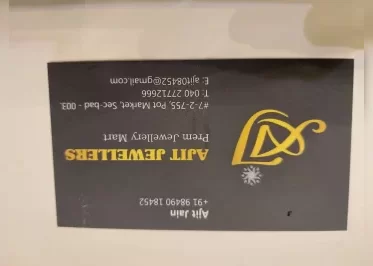 Ajit Jain
+91 98490 18452
AJIT JEWELLERS
Prem Jewellery Mart
#7-2-755, Pot Market, Sec-bad - 003.
T: 040 27712666
E: ajit08452@gmail.com